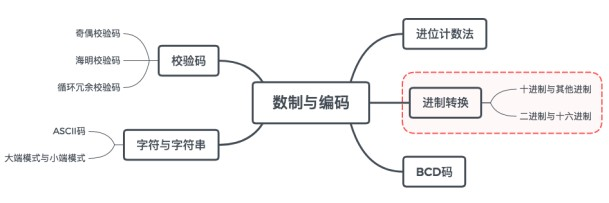 数制与编码
进位计数法
进制转换
十进制与其他进制
二进制与十六进制
BCD码
校验码
奇偶校验码
海明校验码
循环冗余校验码
字符与字符串
ASCII码
大端模式与小端模式